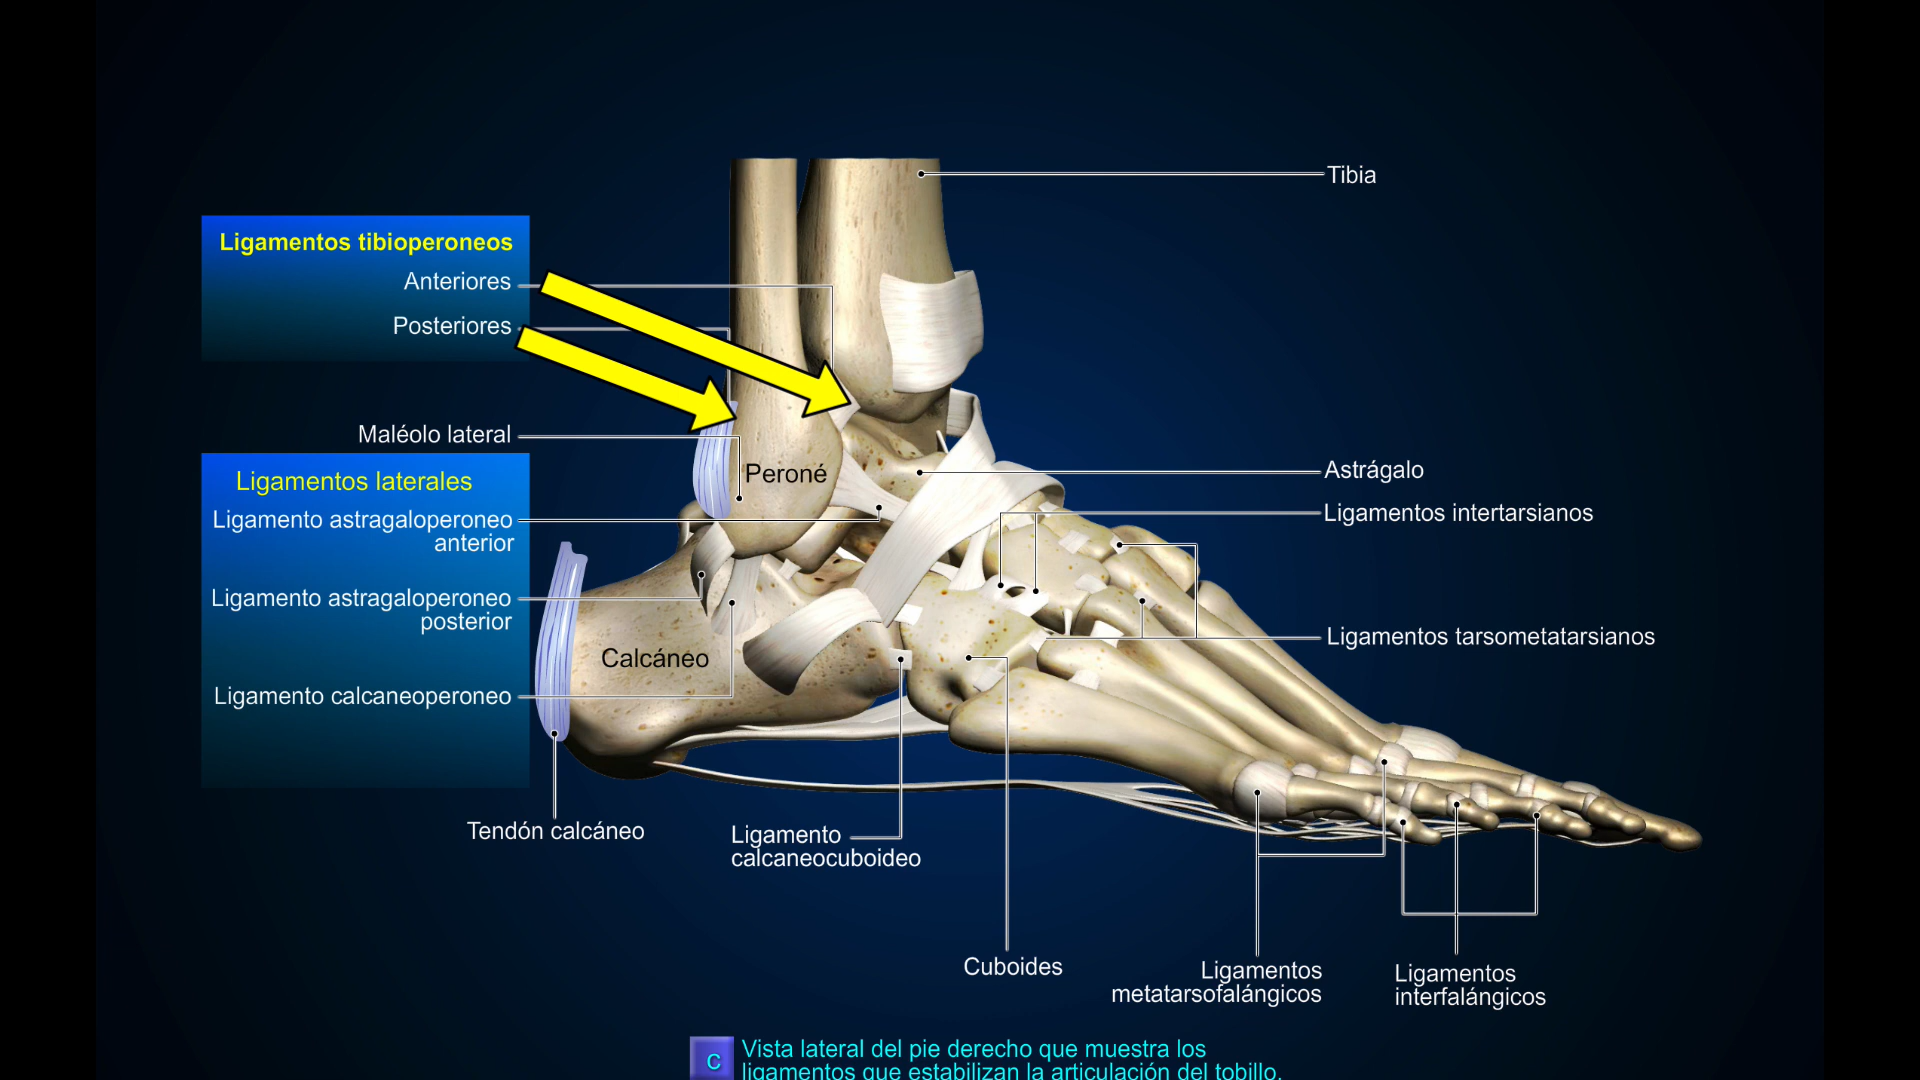 Tibia
Ligamentos tibioperoneos
Anteriores
Posteriores
Maléolo lateral
Peroné
Astrágalo
Ligamentos laterales
Ligamento astragaloperoneo
anterior
Ligamentos intertarsianos
Ligamento astragaloperoneo
posterior
Ligamentos tarsometatarsianos
Calcáneo
Ligamento calcaneoperoneo
Tendón calcáneo
Ligamento
calcaneocuboideo
Cuboides
Ligamentos
metatarsofalángicos
Ligamentos
interfalángicos
C Vista lateral del pie derecho que muestra los
ligamentos que estabilizan la articulación del tobillo.